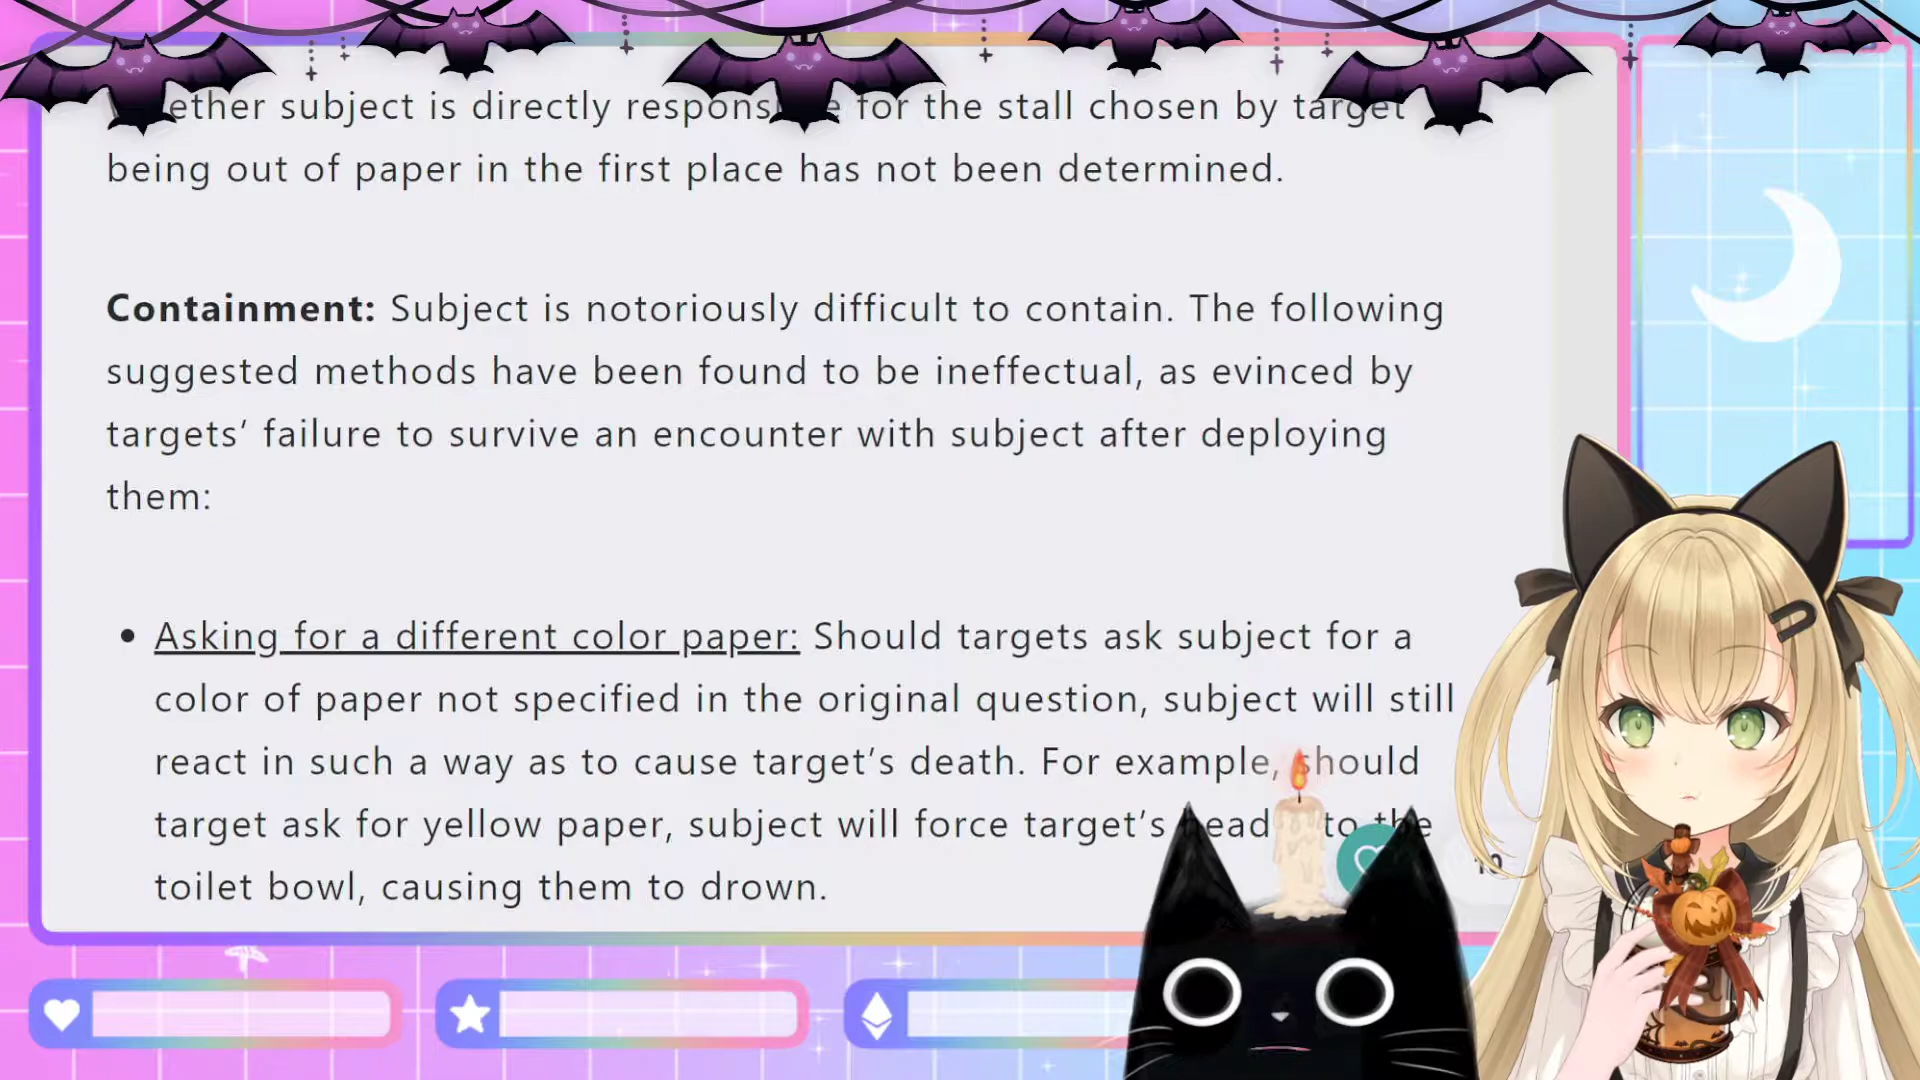 ether subject is directly respons e for the stall chosen by target
being out of paper in the first place has not been determined.
Containment: Subject is notoriously difficult to contain. The following
suggested methods have been found to be ineffectual, as evinced by
targets’ failure to survive an encounter with subject after deploying
them:
• Asking for a different color paper: Should targets ask subject for a
color of paper not specified in the original question, subject will still
react in such a way as to cause target’s death. For example, should
target ask for yellow paper, subject will force target’s head to the
toilet bowl, causing them to drown.